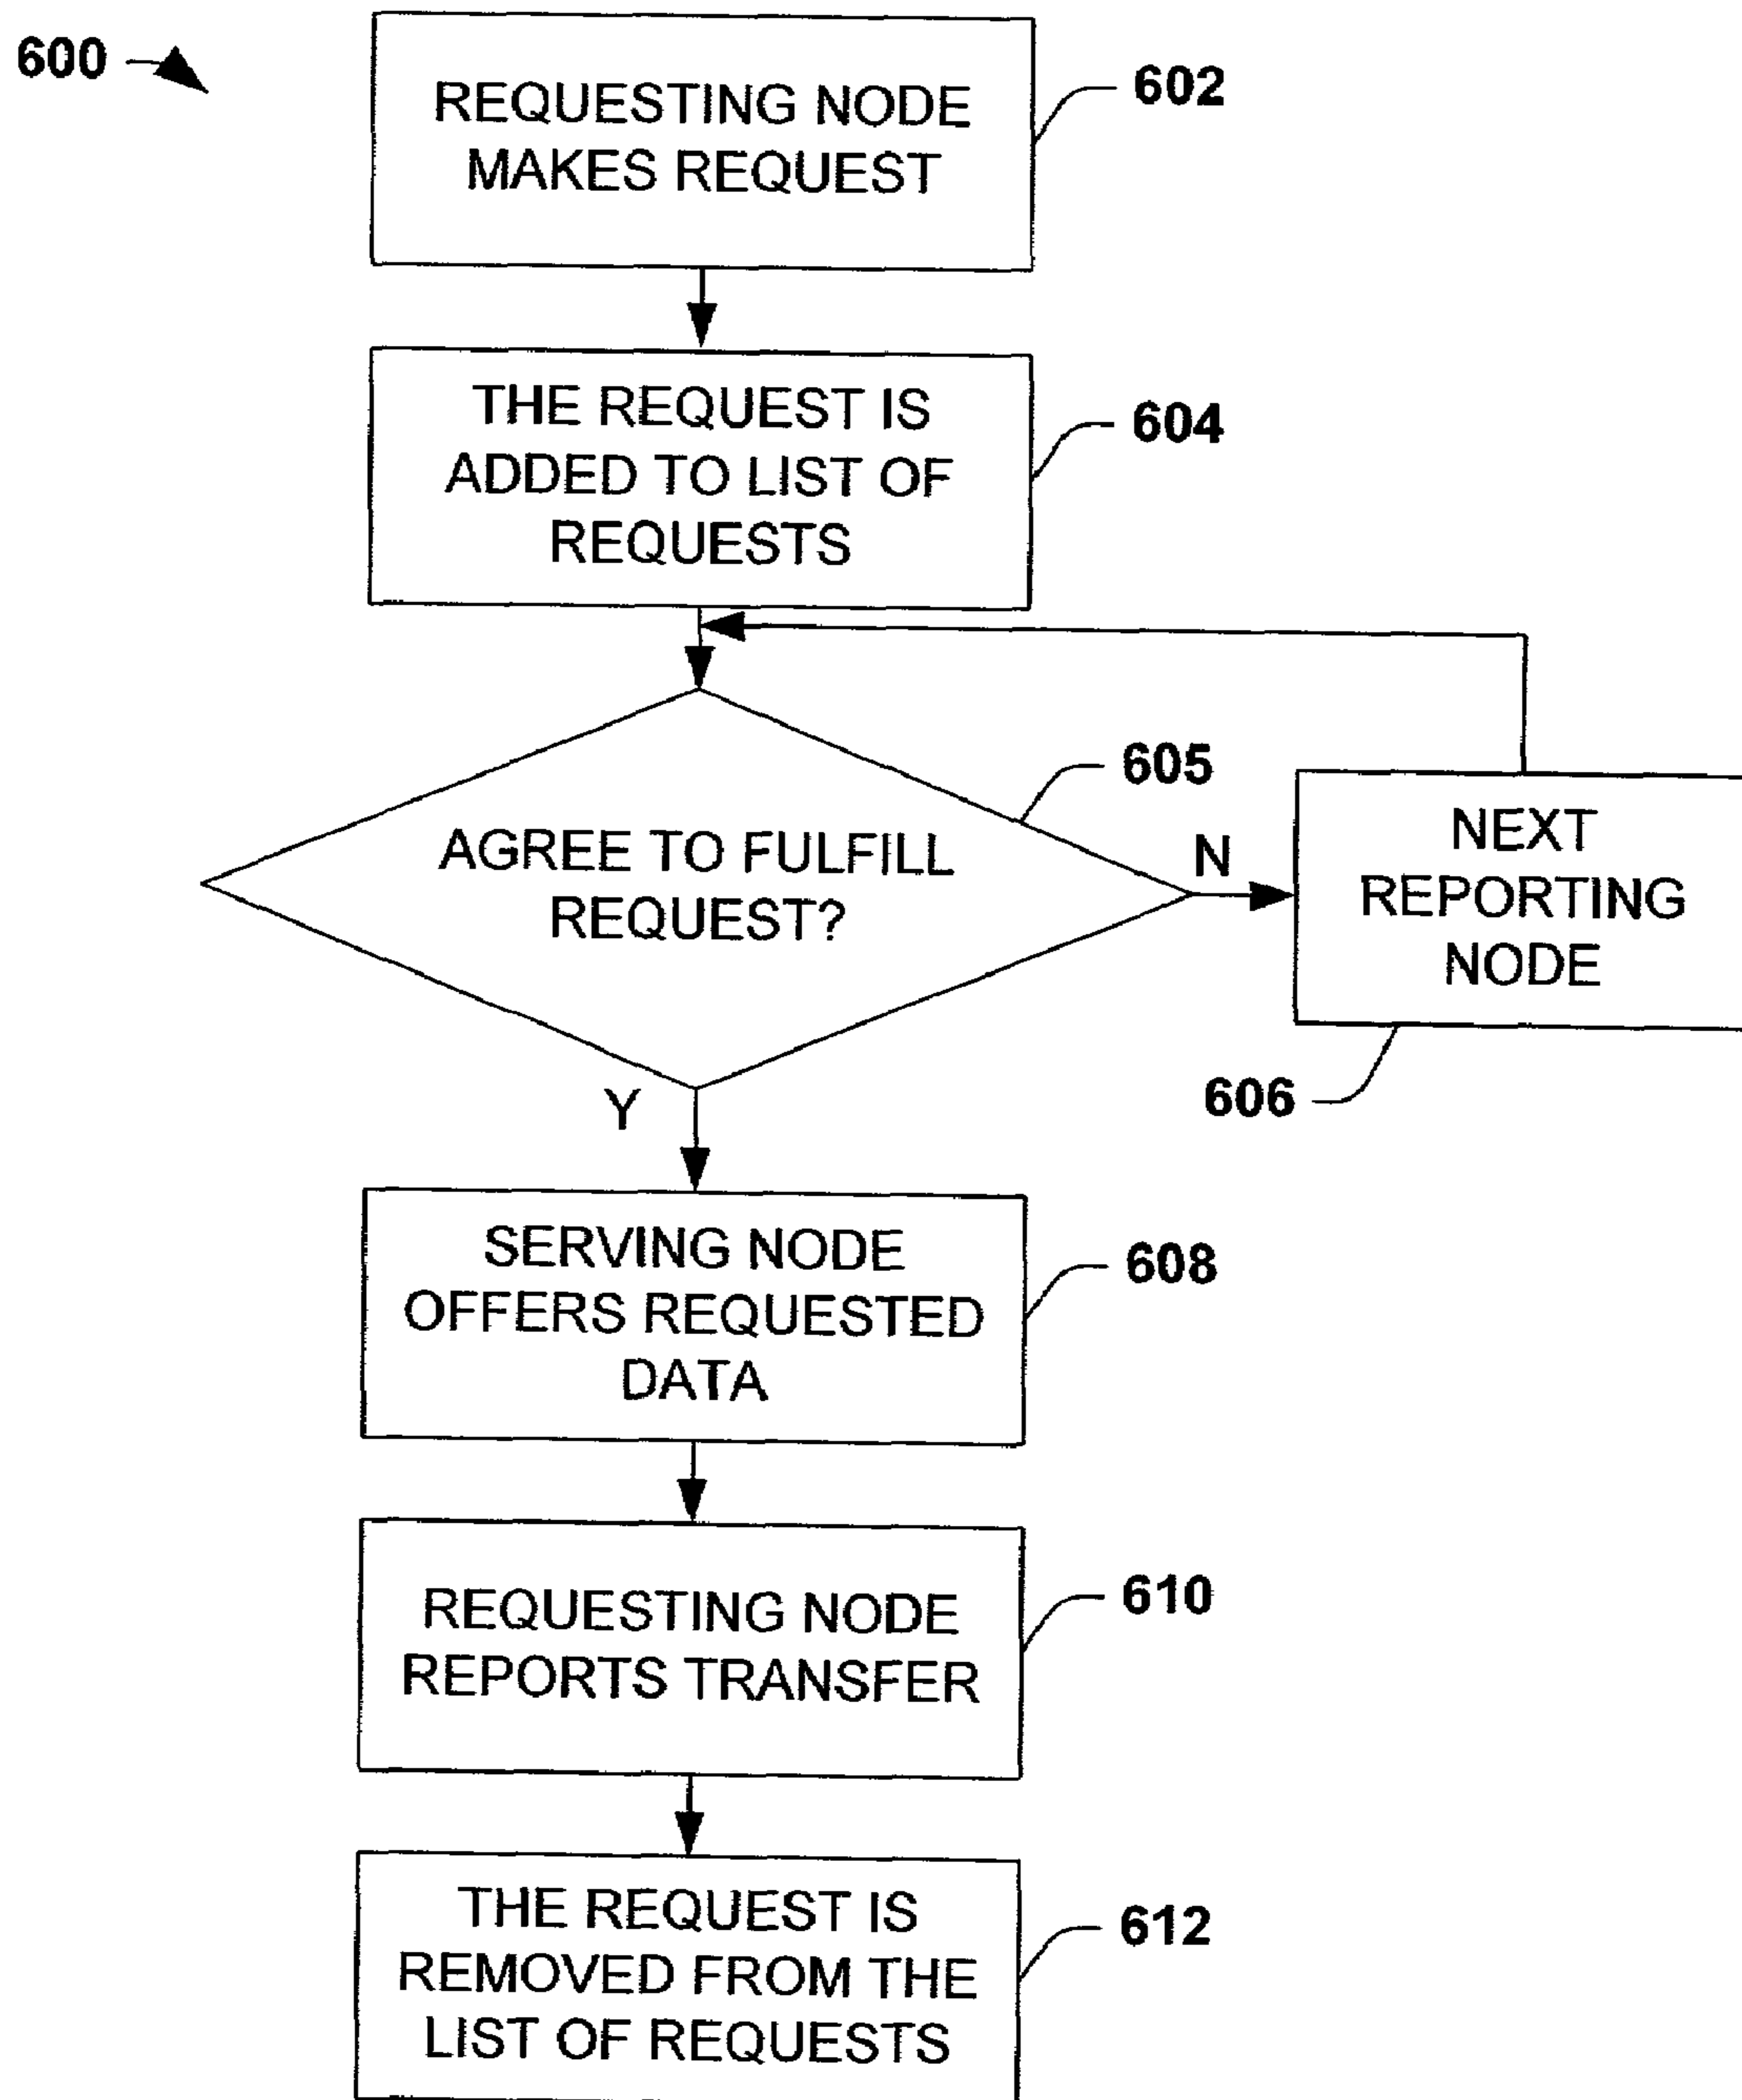 600
REQUESTING NODE
MAKES REQUEST
602
THE REQUEST IS
ADDED TO LIST OF
REQUESTS
604
AGREE TO FULFILL
REQUEST?
605
N
NEXT
REPORTING
NODE
606
Y
SERVING NODE
OFFERS REQUESTED
DATA
608
REQUESTING NODE
REPORTS TRANSFER
610
THE REQUEST IS
REMOVED FROM THE
LIST OF REQUESTS
612